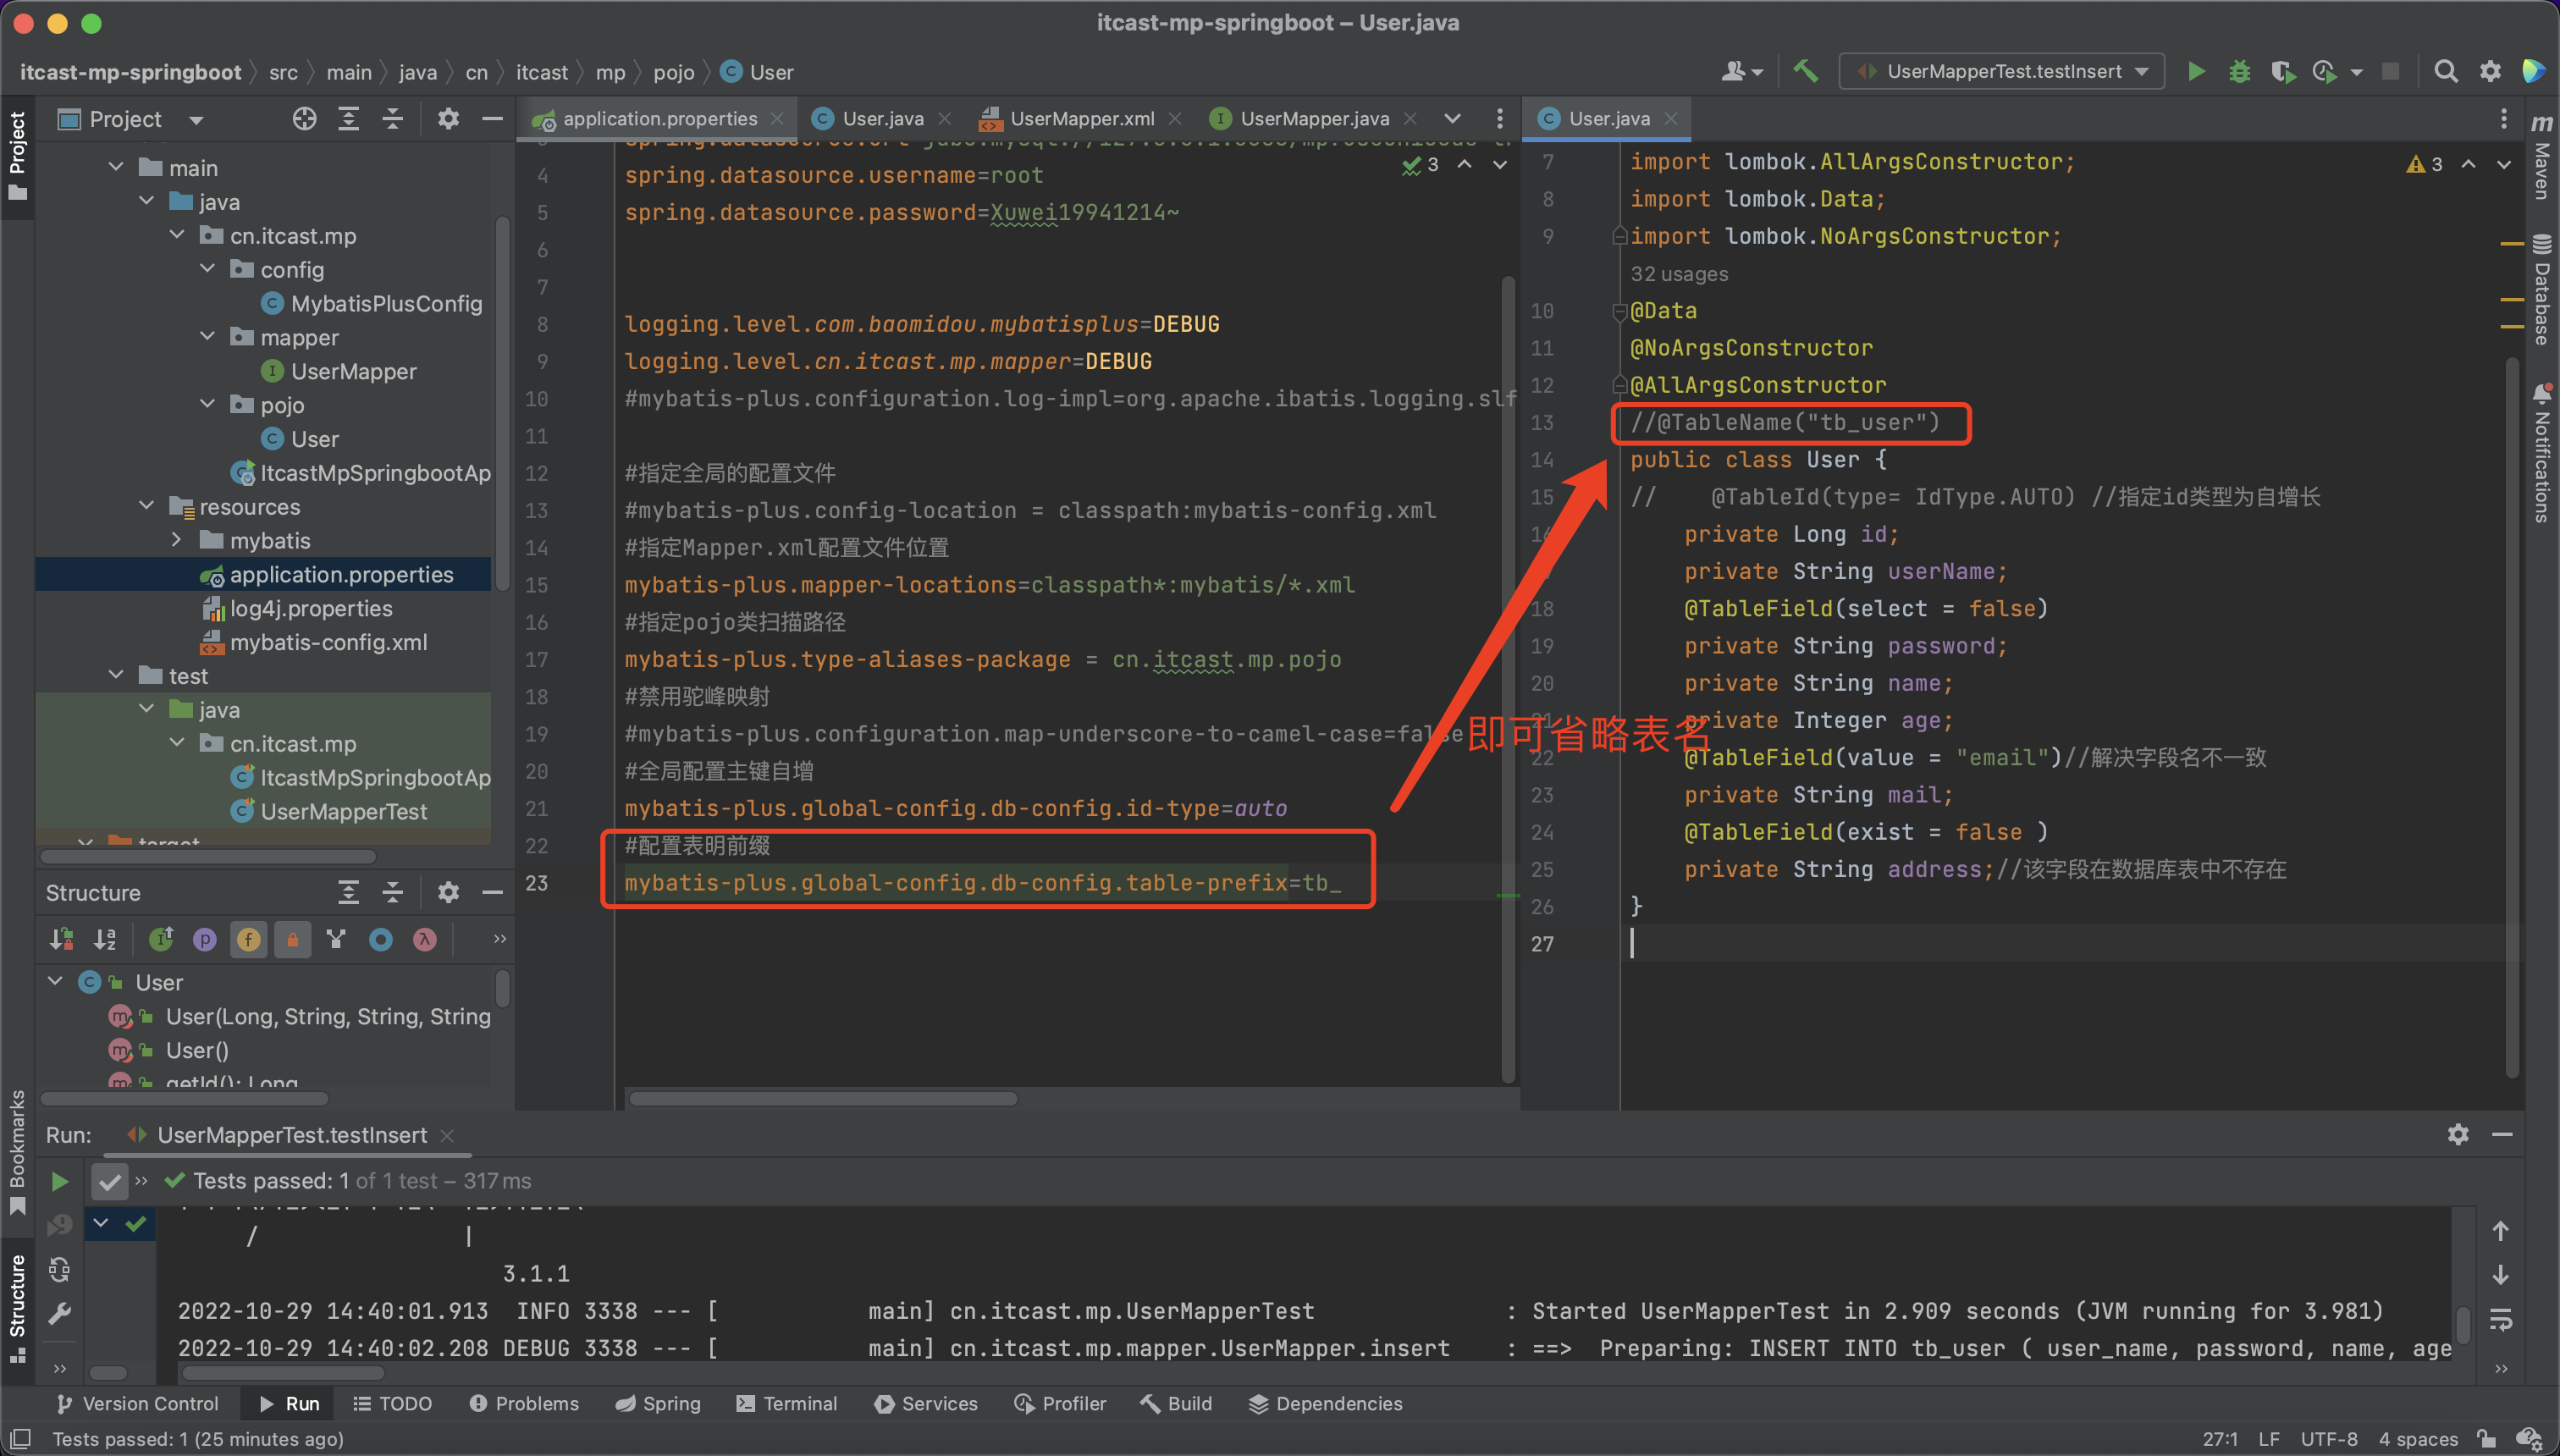 itcast-mp-springboot – User.java
itcast-mp-springboot src main java cn itcast mp pojo User
UserMapperTest.testInsert
Project
application.properties
User.java
UserMapper.xml
UserMapper.java
User.java
main
java
cn.itcast.mp
config
MybatisPlusConfig
mapper
UserMapper
pojo
User
ItcastMpSpringbootAp
resources
mybatis
application.properties
log4j.properties
mybatis-config.xml
test
java
cn.itcast.mp
ItcastMpSpringbootAp
UserMapperTest
target
3
4 spring.datasource.username=root
5 spring.datasource.password=Xuwei19941214~
6
7
8 logging.level.com.baomidou.mybatisplus=DEBUG
9 logging.level.cn.itcast.mp.mapper=DEBUG
10 #mybatis-plus.configuration.log-impl=org.apache.ibatis.logging.slf
11
12 #指定全局的配置文件
13 #mybatis-plus.config-location = classpath:mybatis-config.xml
14 #指定Mapper.xml配置文件位置
15 mybatis-plus.mapper-locations=classpath*:mybatis/*.xml
16 #指定pojo类扫描路径
17 mybatis-plus.type-aliases-package = cn.itcast.mp.pojo
18 #禁用驼峰映射
19 #mybatis-plus.configuration.map-underscore-to-camel-case=false
20 #全局配置主键自增
21 mybatis-plus.global-config.db-config.id-type=auto
22 #配置表明前缀
23 mybatis-plus.global-config.db-config.table-prefix=tb_
即可省略表名
3
7 import lombok.AllArgsConstructor;
8 import lombok.Data;
9 import lombok.NoArgsConstructor;
32 usages
10 @Data
11 @NoArgsConstructor
12 @AllArgsConstructor
13 //@TableName("tb_user")
14 public class User {
15 // @TableId(type= IdType.AUTO) //指定id类型为自增长
private Long id;
private String userName;
18 @TableField(select = false)
19 private String password;
20 private String name;
21 private Integer age;
22 @TableField(value = "email")//解决字段名不一致
23 private String mail;
24 @TableField(exist = false )
25 private String address;//该字段在数据库表中不存在
26 }
27
Maven
Database
Notifications
Project
Bookmarks
Structure
Structure
User
User(Long, String, String, String
User()
getId(): Long
Run: UserMapperTest.testInsert
Tests passed: 1 of 1 test – 317 ms
/ |
3.1.1
2022-10-29 14:40:01.913 INFO 3338 --- [ main] cn.itcast.mp.UserMapperTest : Started UserMapperTest in 2.909 seconds (JVM running for 3.981)
2022-10-29 14:40:02.208 DEBUG 3338 --- [ main] cn.itcast.mp.mapper.UserMapper.insert : ==> Preparing: INSERT INTO tb_user ( user_name, password, name, age
Version Control Run TODO Problems Spring Terminal Services Profiler Build Dependencies
Tests passed: 1 (25 minutes ago)
27:1 LF UTF-8 4 spaces